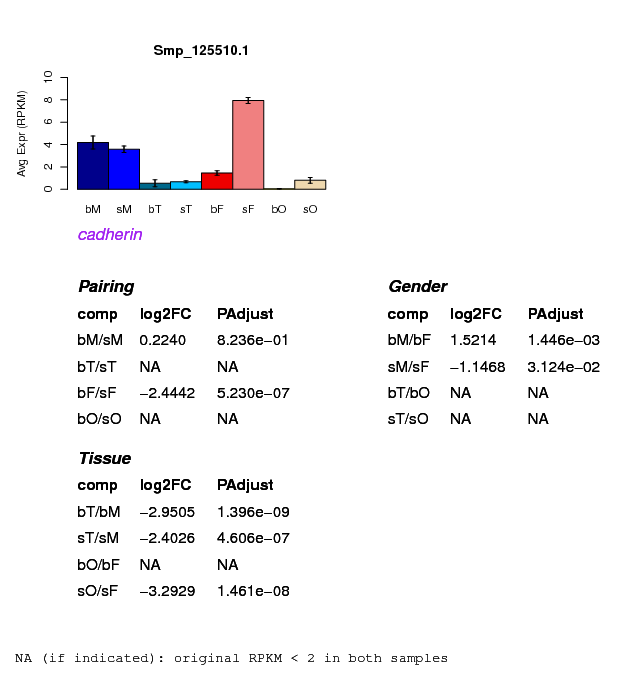 Smp_125510.1
Avg Expr (RPKM)
10
8
6
4
2
0
bM sM bT sT bF sF bO sO
cadherin
Pairing
comp log2FC PAdjust
bM/sM 0.2240 8.236e−01
bT/sT NA NA
bF/sF −2.4442 5.230e−07
bO/sO NA NA
Gender
comp log2FC PAdjust
bM/bF 1.5214 1.446e−03
sM/sF −1.1468 3.124e−02
bT/bO NA NA
sT/sO NA NA
Tissue
comp log2FC PAdjust
bT/bM −2.9505 1.396e−09
sT/sM −2.4026 4.606e−07
bO/bF NA NA
sO/sF −3.2929 1.461e−08
NA (if indicated): original RPKM < 2 in both samples